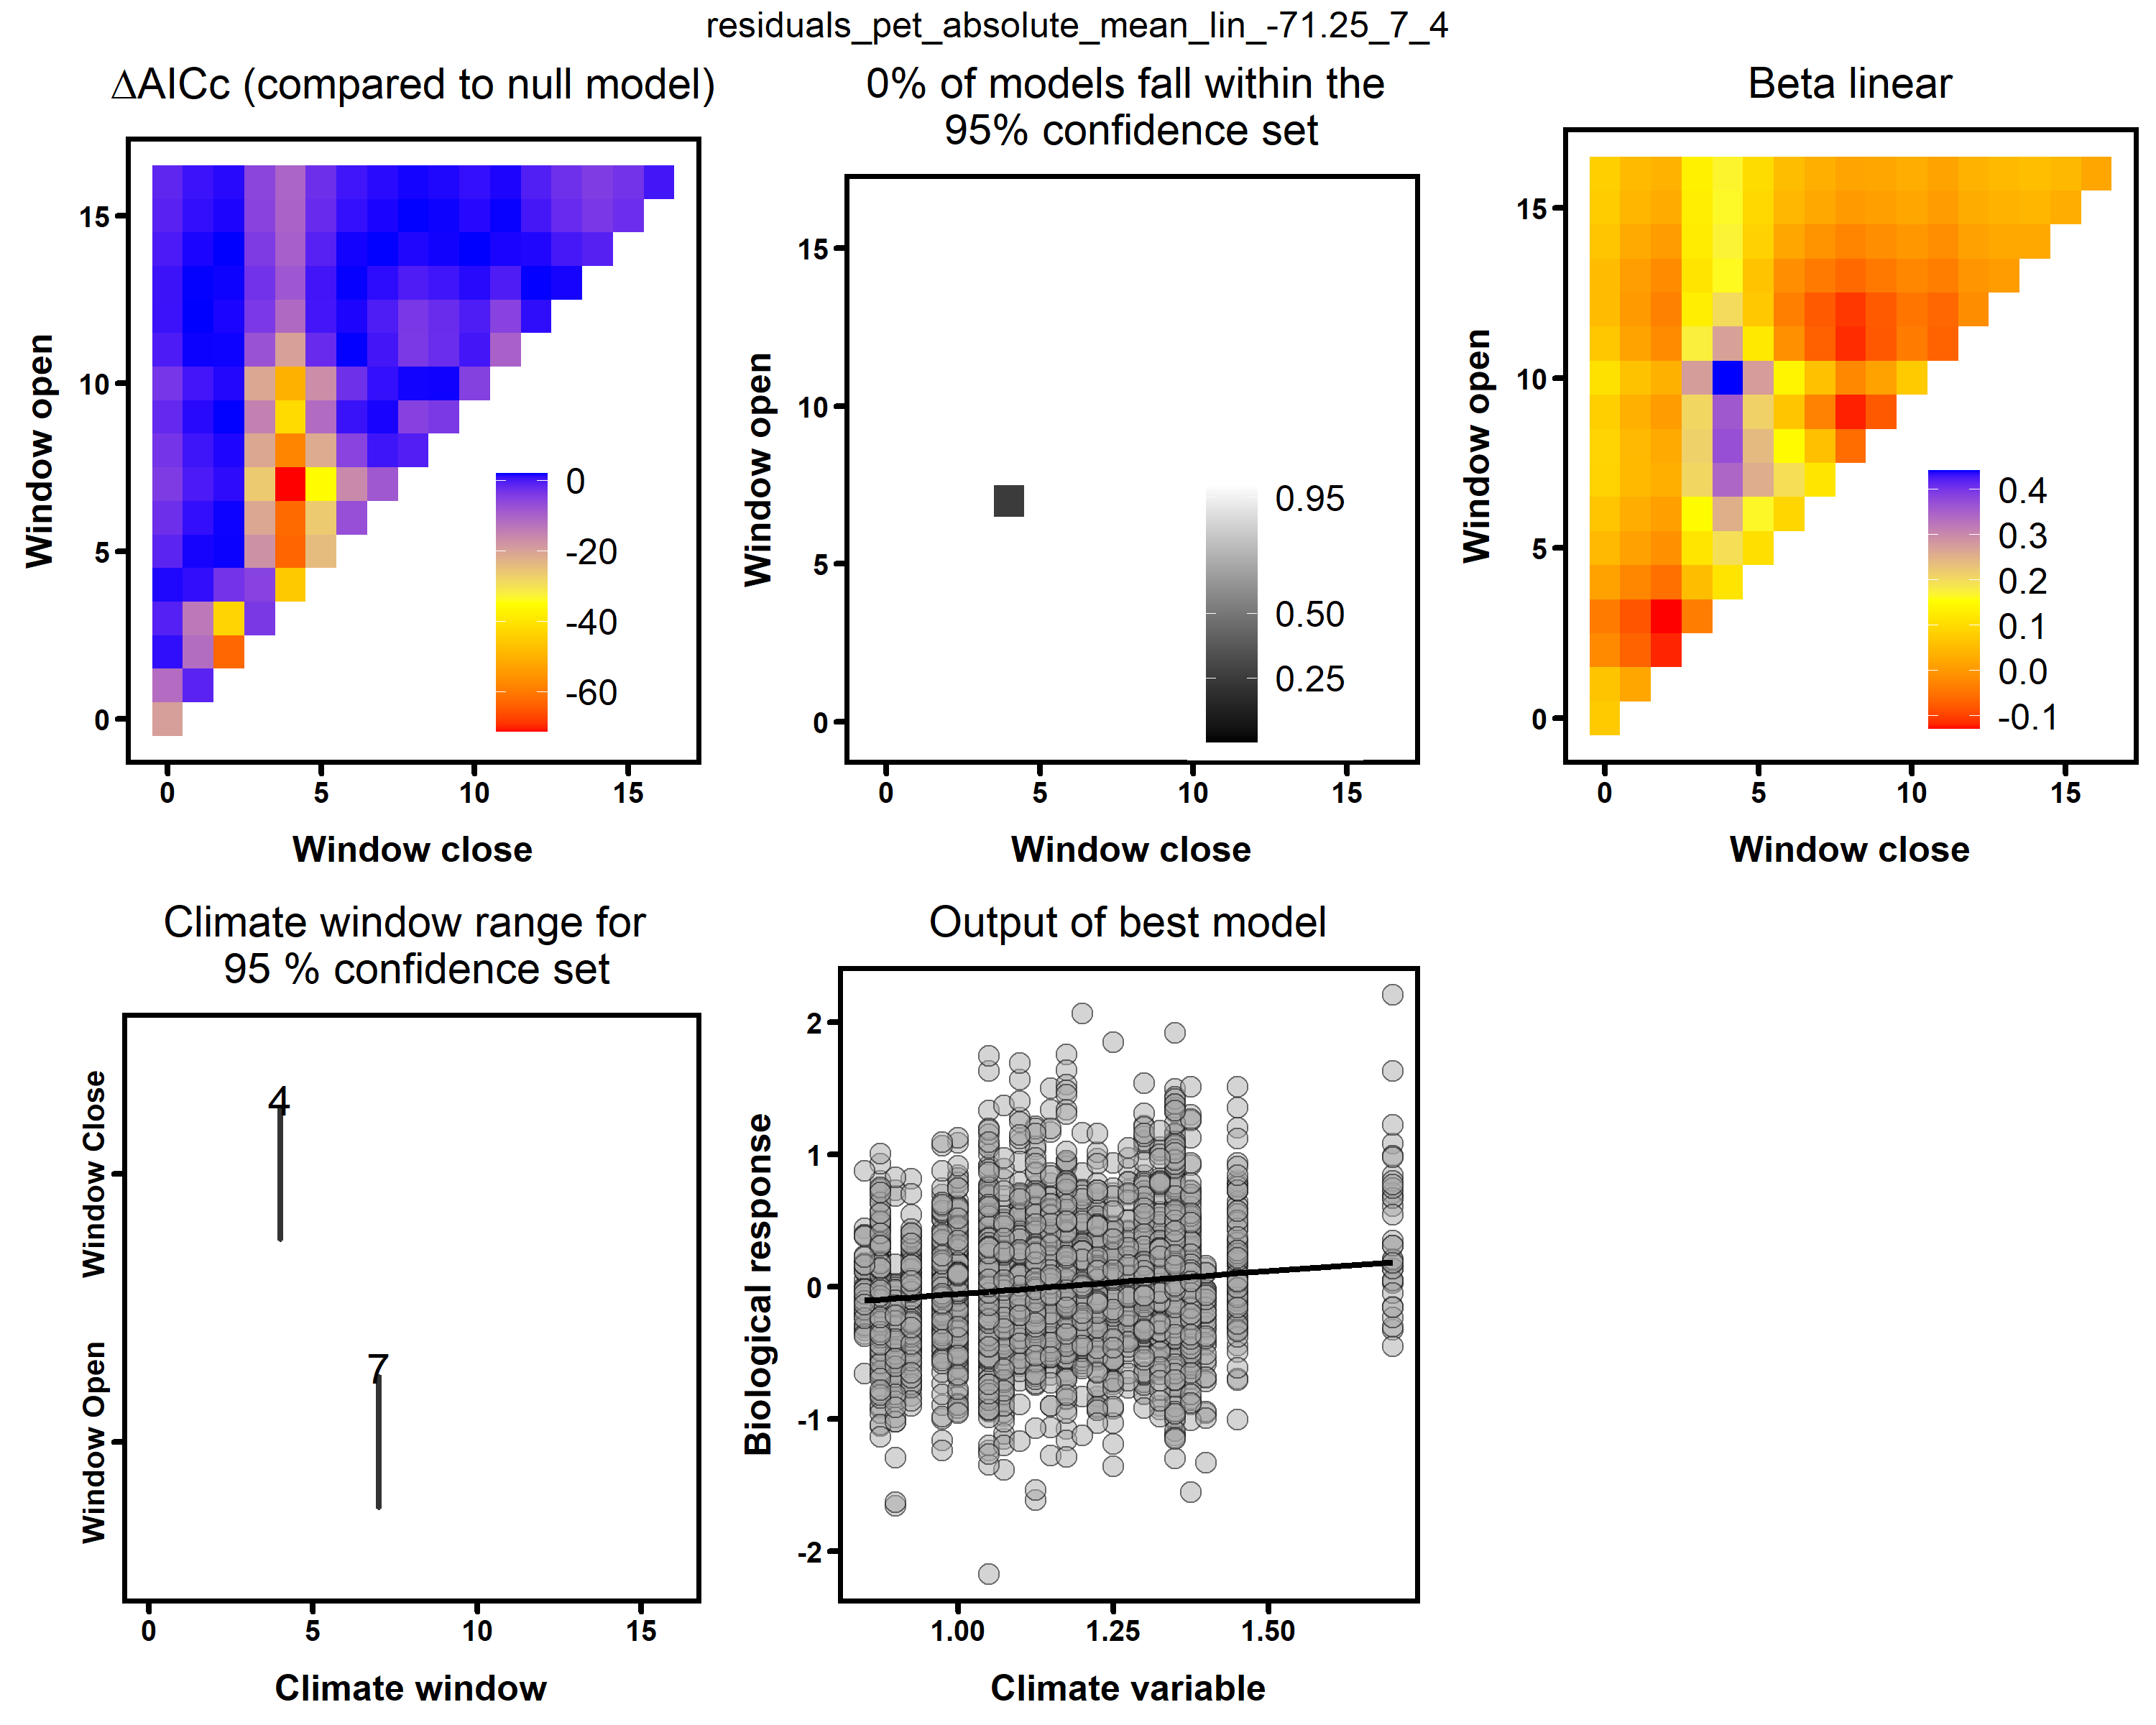 residuals_pet_absolute_mean_lin_-71.25_7_4
ΔAICc (compared to null model)
Window open
15
10
5
0
0
-20
-40
-60
0 5 10 15
Window close
0% of models fall within the
95% confidence set
Window open
15
10
5
0
0.95
0.50
0.25
0 5 10 15
Window close
Beta linear
Window open
15
10
5
0
0.4
0.3
0.2
0.1
0.0
-0.1
0 5 10 15
Window close
Climate window range for
95 % confidence set
Window Close
4
Window Open
7
0 5 10 15
Climate window
Output of best model
Biological response
2
1
0
-1
-2
1.00 1.25 1.50
Climate variable